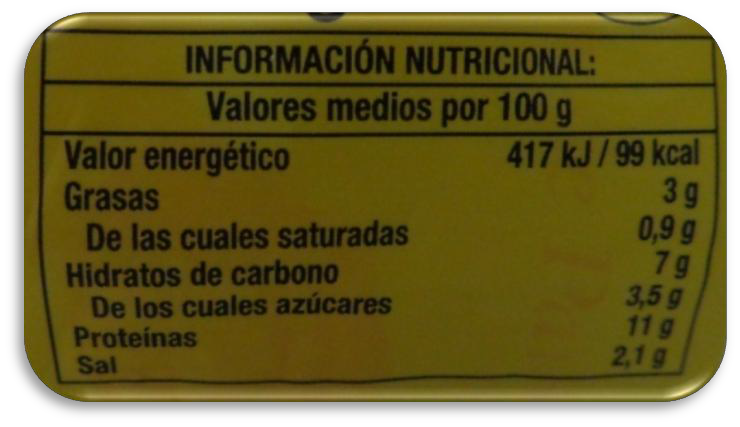 INFORMACIÓN NUTRICIONAL:
Valores medios por 100 g
Valor energético 417 kJ / 99 kcal
Grasas 3 g
De las cuales saturadas 0,9 g
Hidratos de carbono 7 g
De los cuales azúcares 3,5 g
Proteínas 11 g
Sal 2,1 g